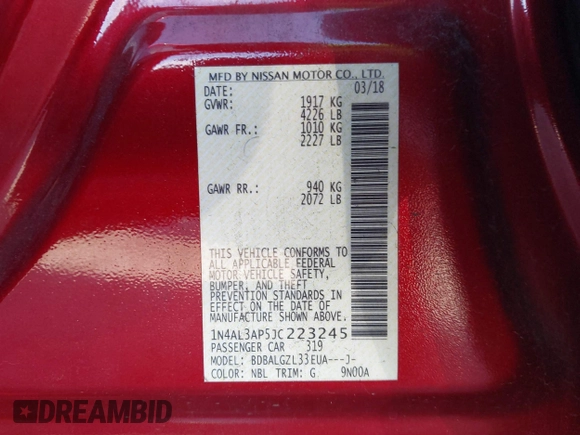 MFD BY NISSAN MOTOR CO., LTD.
DATE: 03/18
GVWR: 1917 KG
4226 LB
GAWR FR.: 1010 KG
2227 LB
GAWR RR.: 940 KG
2072 LB
THIS VEHICLE CONFORMS TO
ALL APPLICABLE FEDERAL
MOTOR VEHICLE SAFETY,
BUMPER, AND THEFT
PREVENTION STANDARDS IN
EFFECT ON THE DATE OF
MANUFACTURE SHOWN ABOVE.
1N4AL3AP5JC223245
PASSENGER CAR 319
MODEL: BDBALGZL33EUA---J-
COLOR: NBL TRIM: G 9N00A
DREAMBID